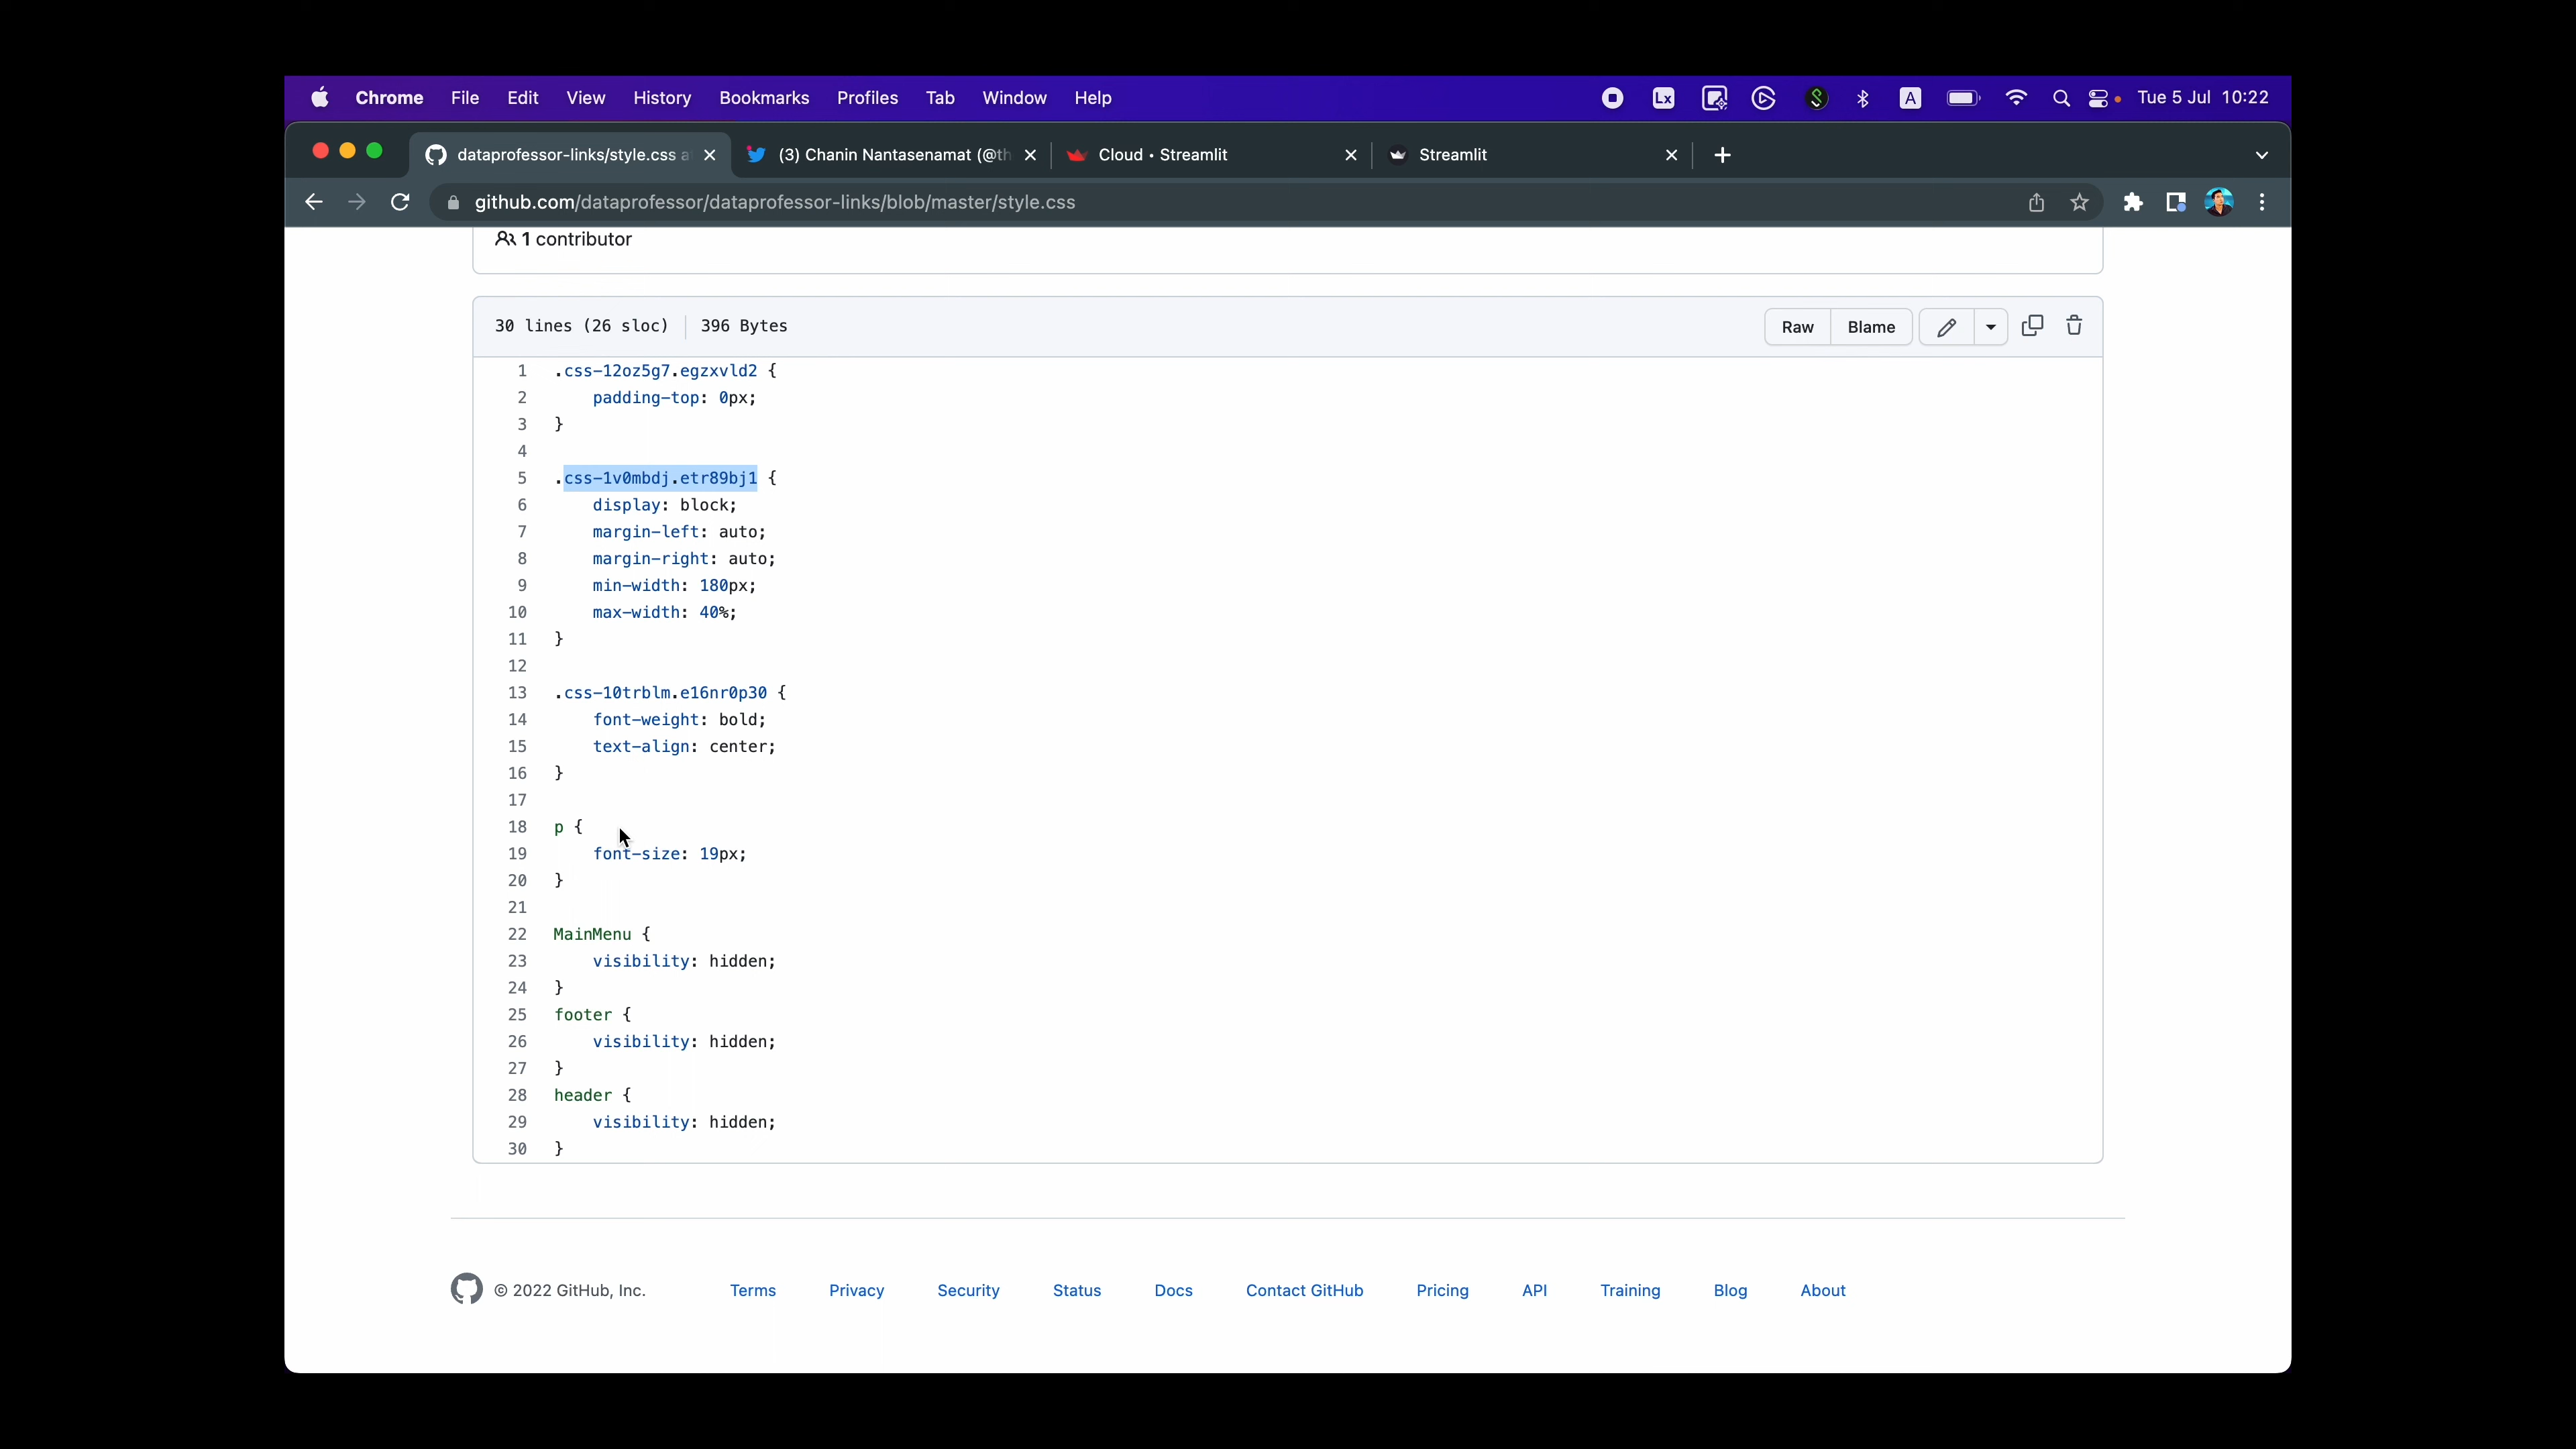 Chrome File Edit View History Bookmarks Profiles Tab Window Help Lx A Tue 5 Jul 10:22
dataprofessor-links/style.css a (3) Chanin Nantasenamat (@th Cloud • Streamlit Streamlit
github.com/dataprofessor/dataprofessor-links/blob/master/style.css
1 contributor
30 lines (26 sloc) 396 Bytes Raw Blame
1 .css-12oz5g7.egzxvld2 {
2 padding-top: 0px;
3 }
4
5 .css-1v0mbdj.etr89bj1 {
6 display: block;
7 margin-left: auto;
8 margin-right: auto;
9 min-width: 180px;
10 max-width: 40%;
11 }
12
13 .css-10trblm.e16nr0p30 {
14 font-weight: bold;
15 text-align: center;
16 }
17
18 p {
19 font-size: 19px;
20 }
21
22 MainMenu {
23 visibility: hidden;
24 }
25 footer {
26 visibility: hidden;
27 }
28 header {
29 visibility: hidden;
30 }
© 2022 GitHub, Inc. Terms Privacy Security Status Docs Contact GitHub Pricing API Training Blog About